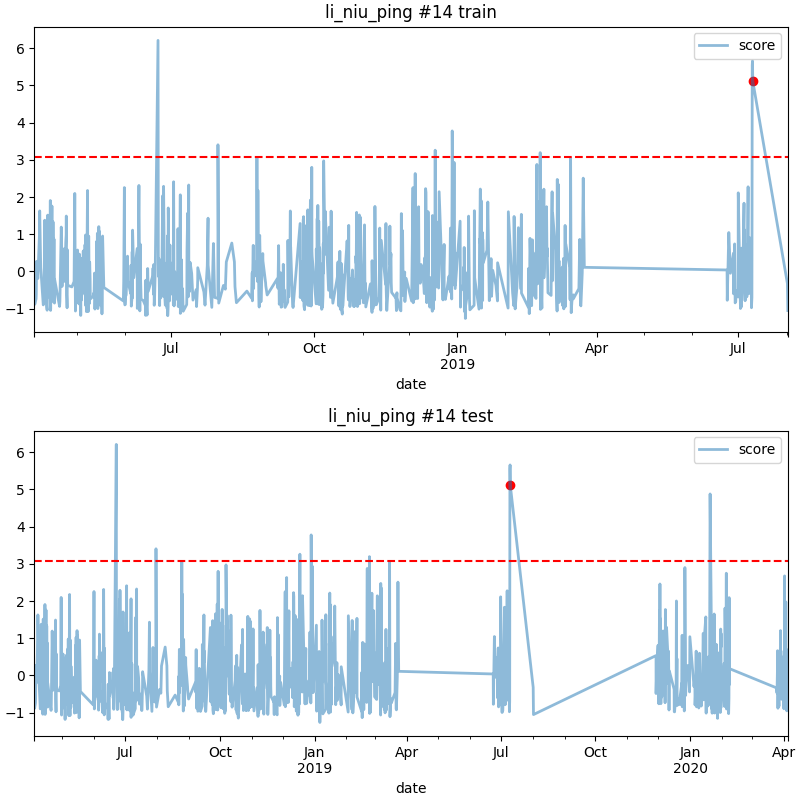 li_niu_ping #14 train
score
6
5
4
3
2
1
0
−1
Jul
Oct
Jan
2019
Apr
Jul
date
li_niu_ping #14 test
score
6
5
4
3
2
1
0
−1
Jul
Oct
Jan
2019
Apr
Jul
Oct
Jan
2020
Apr
date